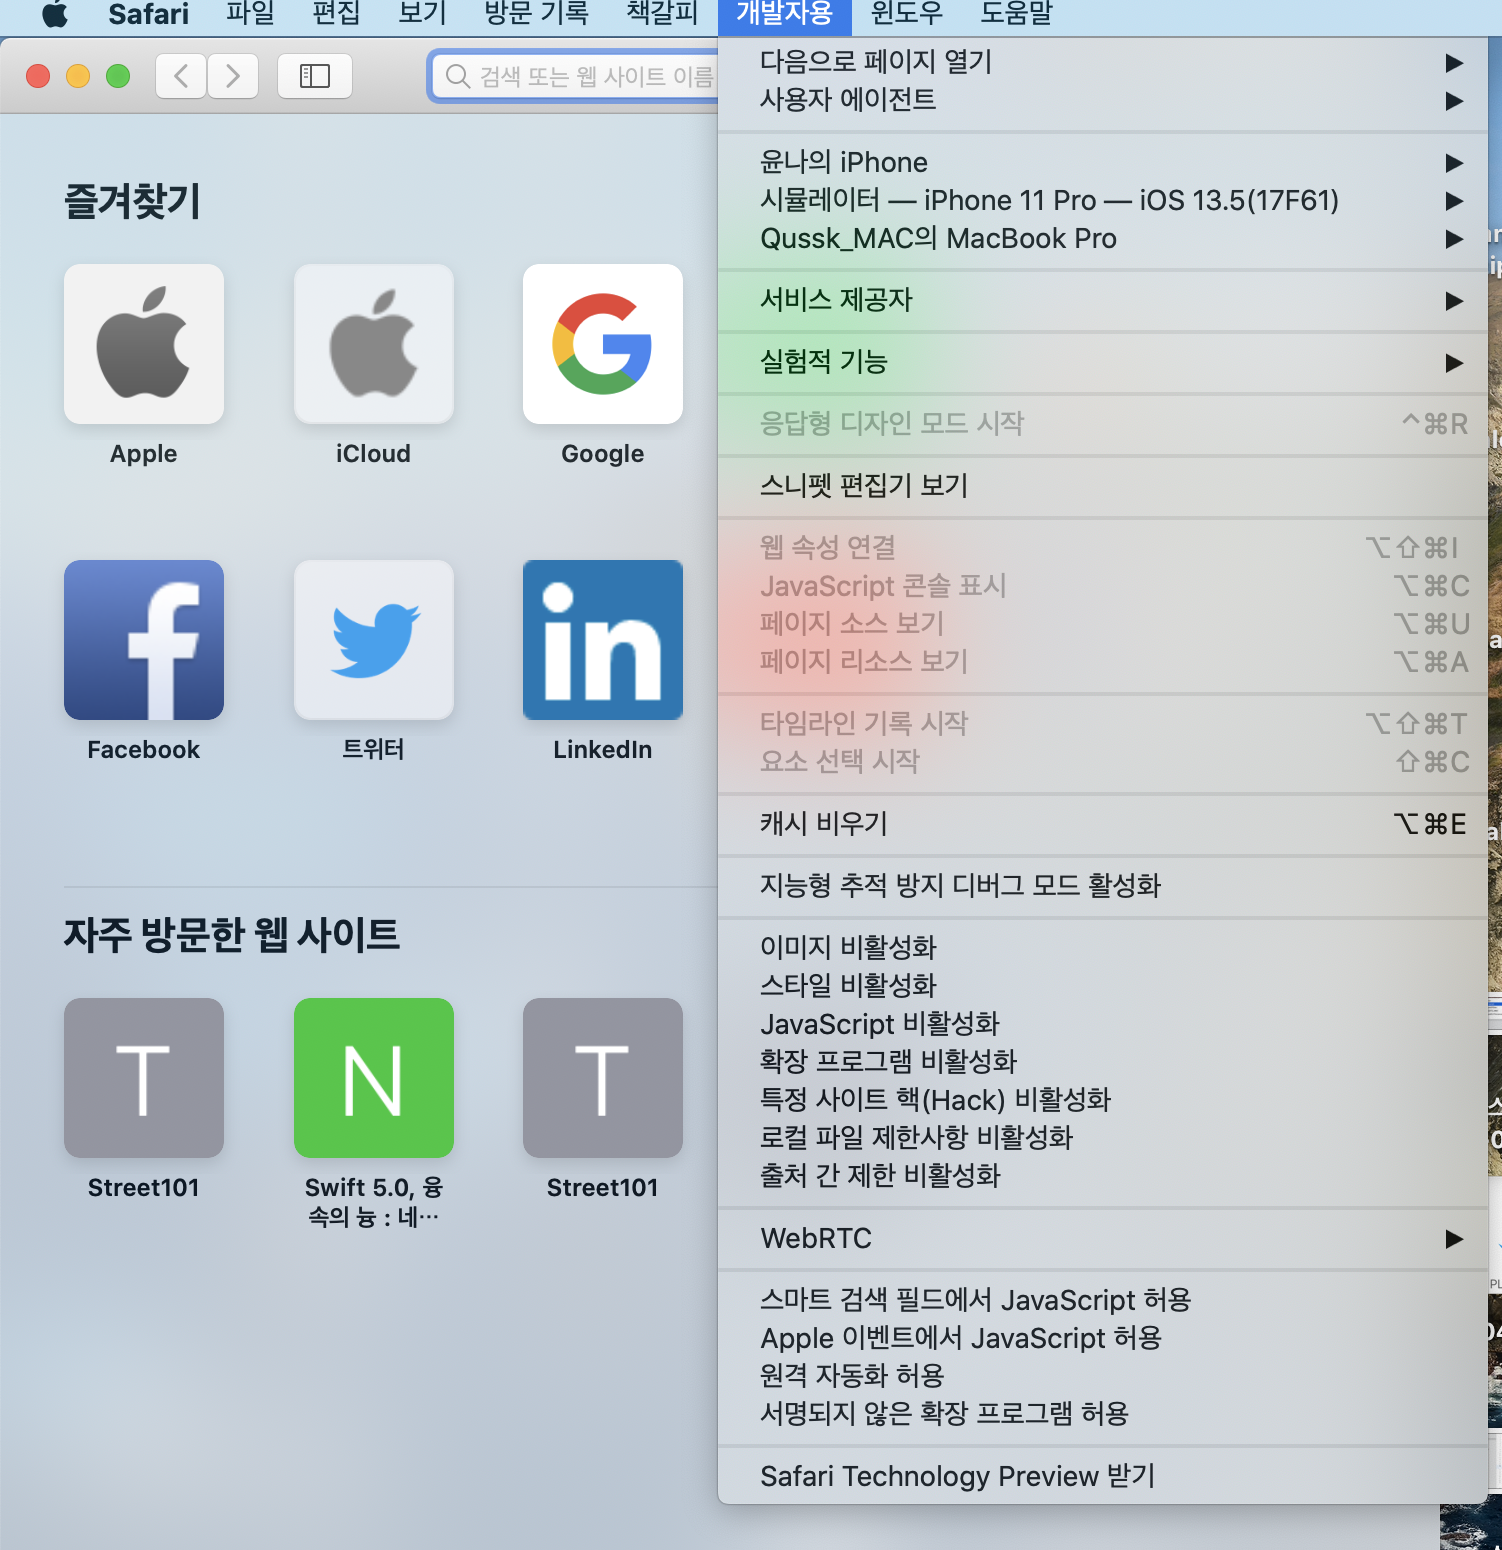 Safari 파일 편집 보기 방문 기록 책갈피 개발자용 윈도우 도움말
검색 또는 웹 사이트 이름
즐겨찾기
Apple
iCloud
Google
Facebook
트위터
LinkedIn
자주 방문한 웹 사이트
T
N
T
Street101
Swift 5.0, 융
속의 늉 : 네…
Street101
다음으로 페이지 열기
사용자 에이전트
윤나의 iPhone
시뮬레이터 — iPhone 11 Pro — iOS 13.5(17F61)
Qussk_MAC의 MacBook Pro
서비스 제공자
실험적 기능
응답형 디자인 모드 시작 ^⌘R
스니펫 편집기 보기
웹 속성 연결 ⌥⇧⌘I
JavaScript 콘솔 표시 ⌥⌘C
페이지 소스 보기 ⌥⌘U
페이지 리소스 보기 ⌥⌘A
타임라인 기록 시작 ⌥⇧⌘T
요소 선택 시작 ⇧⌘C
캐시 비우기 ⌥⌘E
지능형 추적 방지 디버그 모드 활성화
이미지 비활성화
스타일 비활성화
JavaScript 비활성화
확장 프로그램 비활성화
특정 사이트 핵(Hack) 비활성화
로컬 파일 제한사항 비활성화
출처 간 제한 비활성화
WebRTC
스마트 검색 필드에서 JavaScript 허용
Apple 이벤트에서 JavaScript 허용
원격 자동화 허용
서명되지 않은 확장 프로그램 허용
Safari Technology Preview 받기